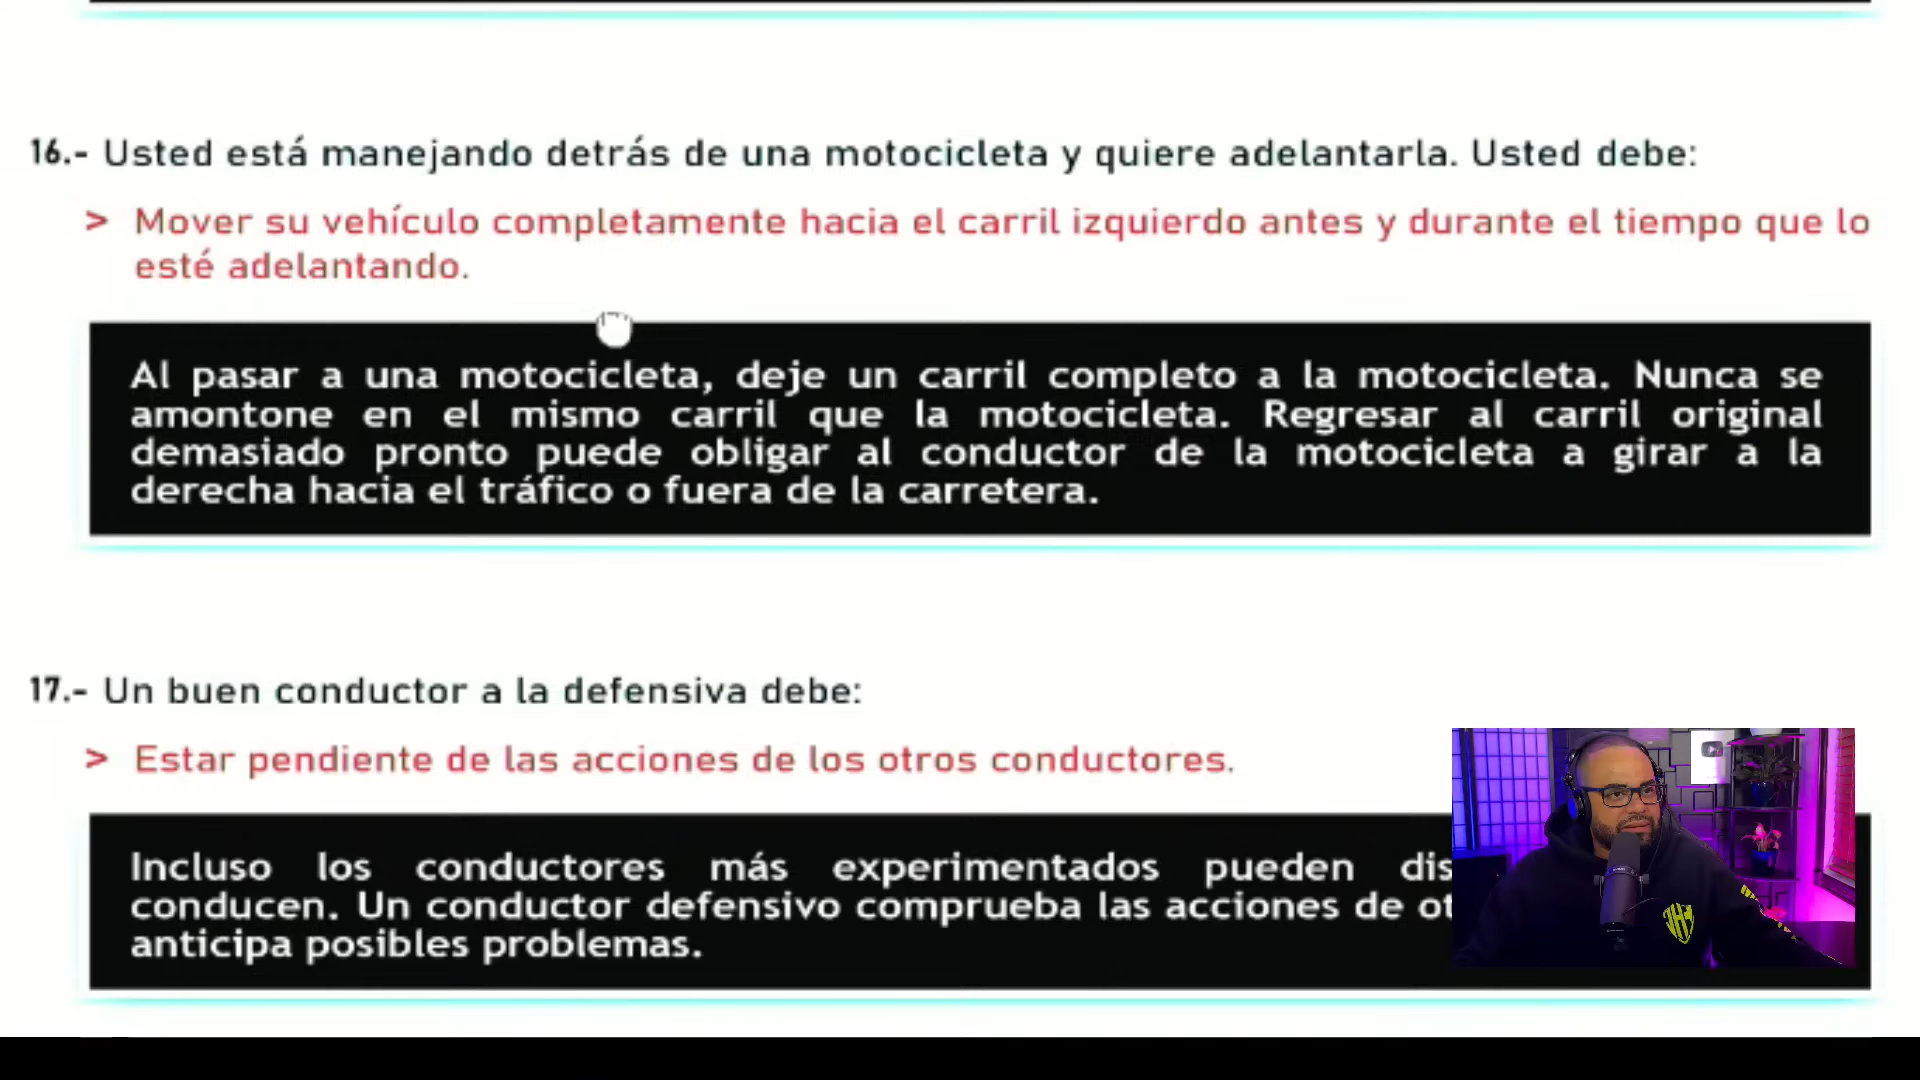 16.- Usted está manejando detrás de una motocicleta y quiere adelantarla. Usted debe:
> Mover su vehículo completamente hacia el carril izquierdo antes y durante el tiempo que lo
esté adelantando.
Al pasar a una motocicleta, deje un carril completo a la motocicleta. Nunca se
amontone en el mismo carril que la motocicleta. Regresar al carril original
demasiado pronto puede obligar al conductor de la motocicleta a girar a la
derecha hacia el tráfico o fuera de la carretera.
17.- Un buen conductor a la defensiva debe:
> Estar pendiente de las acciones de los otros conductores.
Incluso los conductores más experimentados pueden
conducen. Un conductor defensivo comprueba las acciones de
anticipa posibles problemas.